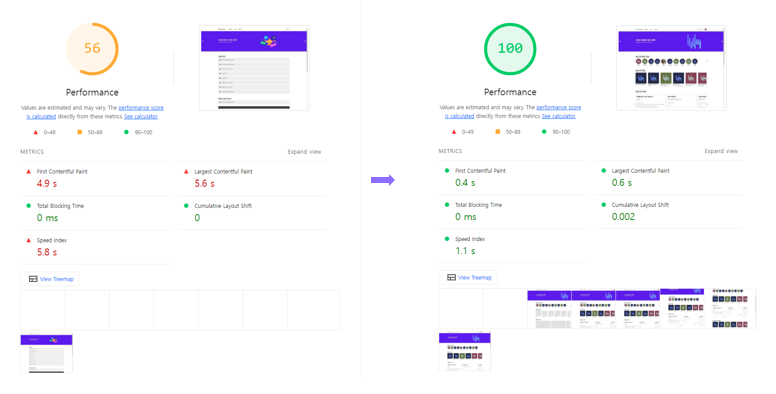 56
Performance
Values are estimated and may vary. The performance score
is calculated directly from these metrics. See calculator.
0–49
50–89
90–100
METRICS
Expand view
First Contentful Paint
4.9 s
Largest Contentful Paint
5.6 s
Total Blocking Time
0 ms
Cumulative Layout Shift
0
Speed Index
5.8 s
View Treemap
100
Performance
Values are estimated and may vary. The performance score
is calculated directly from these metrics. See calculator.
0–49
50–89
90–100
METRICS
Expand view
First Contentful Paint
0.4 s
Largest Contentful Paint
0.6 s
Total Blocking Time
0 ms
Cumulative Layout Shift
0.002
Speed Index
1.1 s
View Treemap